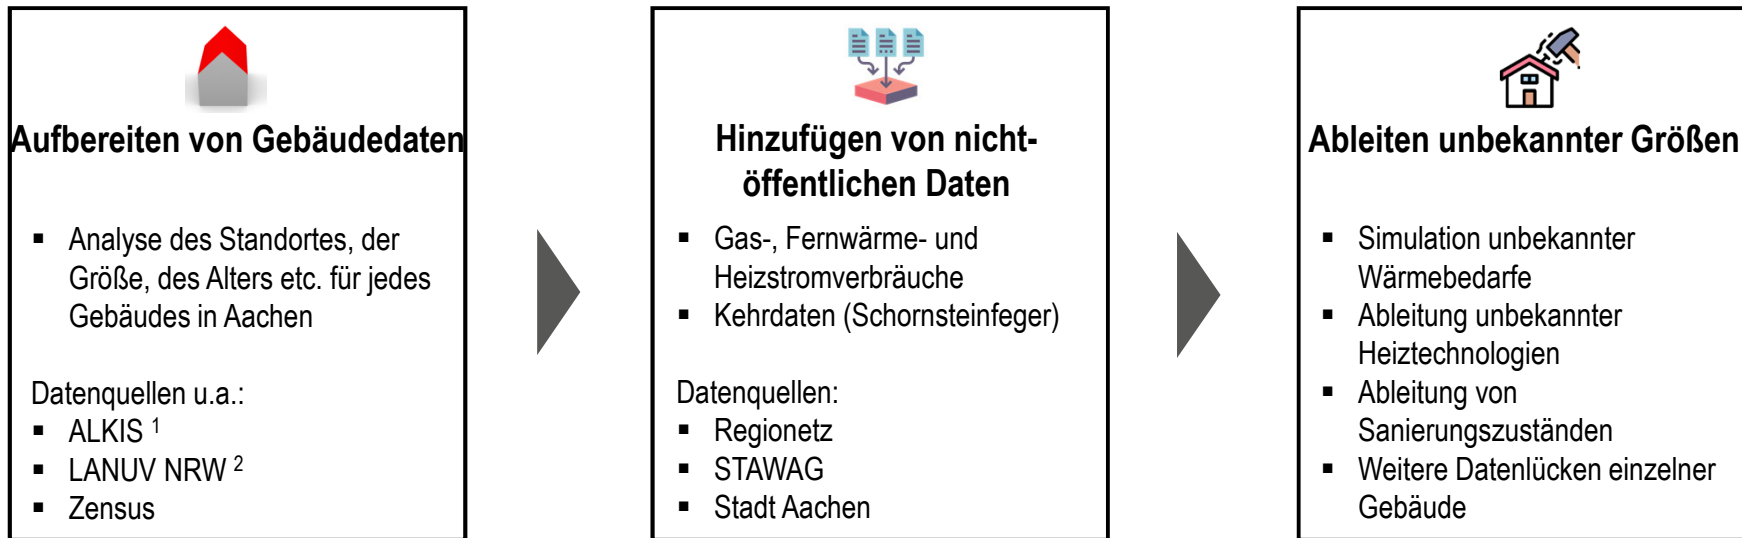 Aufbereiten von Gebäudedaten
▪ Analyse des Standortes, der
Größe, des Alters etc. für jedes
Gebäudes in Aachen
Datenquellen u.a.:
▪ ALKIS 1
▪ LANUV NRW 2
▪ Zensus
Hinzufügen von nicht-
öffentlichen Daten
▪ Gas-, Fernwärme- und
Heizstromverbräuche
▪ Kehrdaten (Schornsteinfeger)
Datenquellen:
▪ Regionetz
▪ STAWAG
▪ Stadt Aachen
Ableiten unbekannter Größen
▪ Simulation unbekannter
Wärmebedarfe
▪ Ableitung unbekannter
Heiztechnologien
▪ Ableitung von
Sanierungszuständen
▪ Weitere Datenlücken einzelner
Gebäude